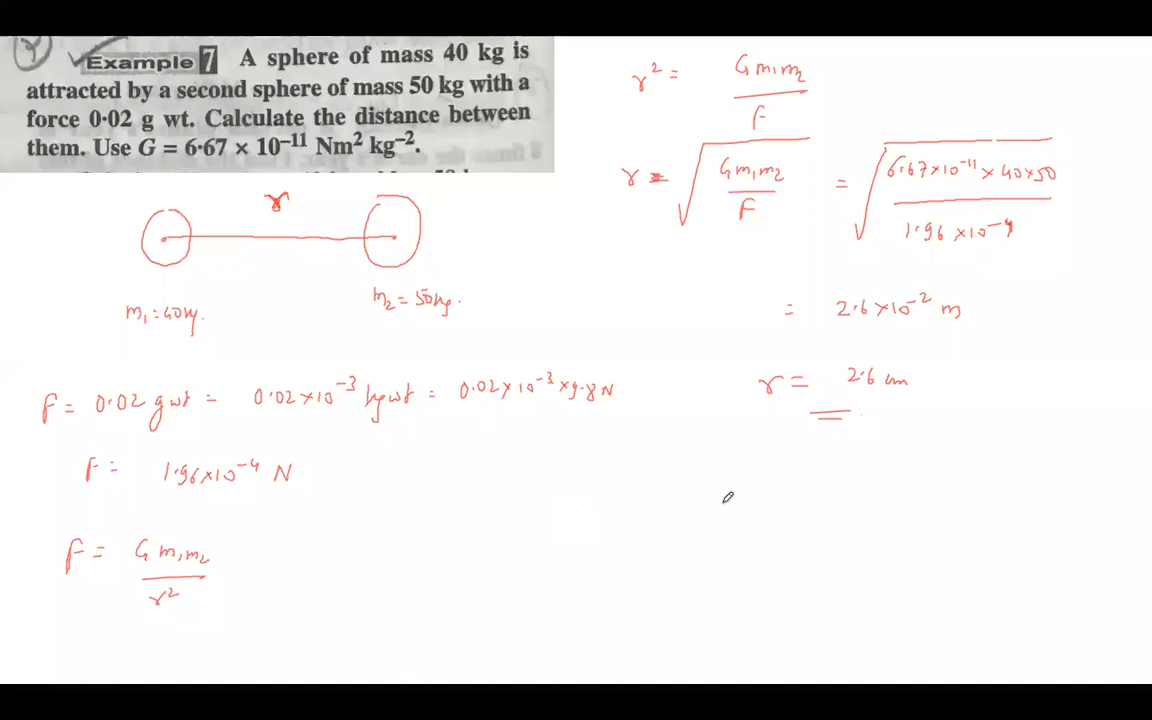 Example 7 A sphere of mass 40 kg is
attracted by a second sphere of mass 50 kg with a
force 0·02 g wt. Calculate the distance between
them. Use G = 6·67 × 10⁻¹¹ Nm² kg⁻².
r
m₁ = 40kg.
m₂ = 50kg.
F = 0.02 g wt = 0.02×10⁻³ kg wt = 0.02×10⁻³×9.8 N
F = 1.96×10⁻⁴ N
F = G m₁m₂
r²
r² = G m₁m₂
F
r = √ G m₁m₂ / F = √ 6.67×10⁻¹¹ × 40×50 / 1.96×10⁻⁴
= 2.6×10⁻² m
r = 2.6 cm